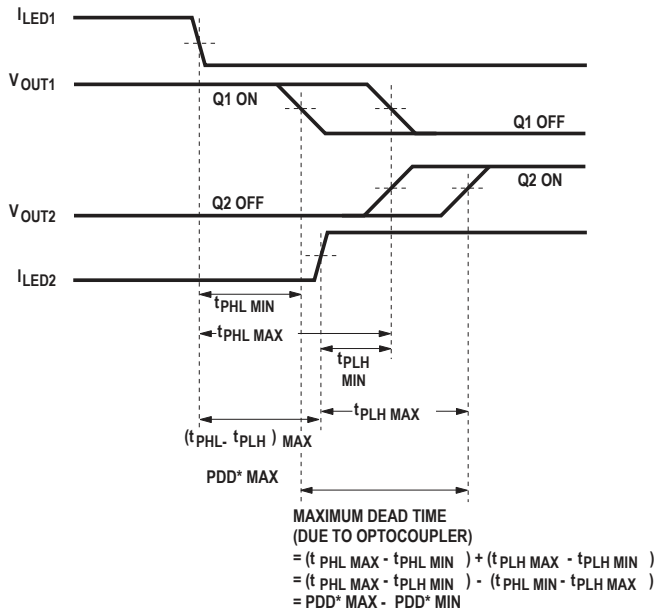 ILED1
VOUT1
Q1 ON
Q1 OFF
Q2 ON
Q2 OFF
VOUT2
ILED2
tPHL MIN
tPHL MAX
tPLH
MIN
tPLH MAX
(tPHL- tPLH ) MAX
PDD* MAX
MAXIMUM DEAD TIME
(DUE TO OPTOCOUPLER)
= (t PHL MAX - tPHL MIN ) + (tPLH MAX - tPLH MIN )
= (t PHL MAX - tPLH MIN ) - (tPHL MIN - tPLH MAX )
= PDD* MAX - PDD* MIN